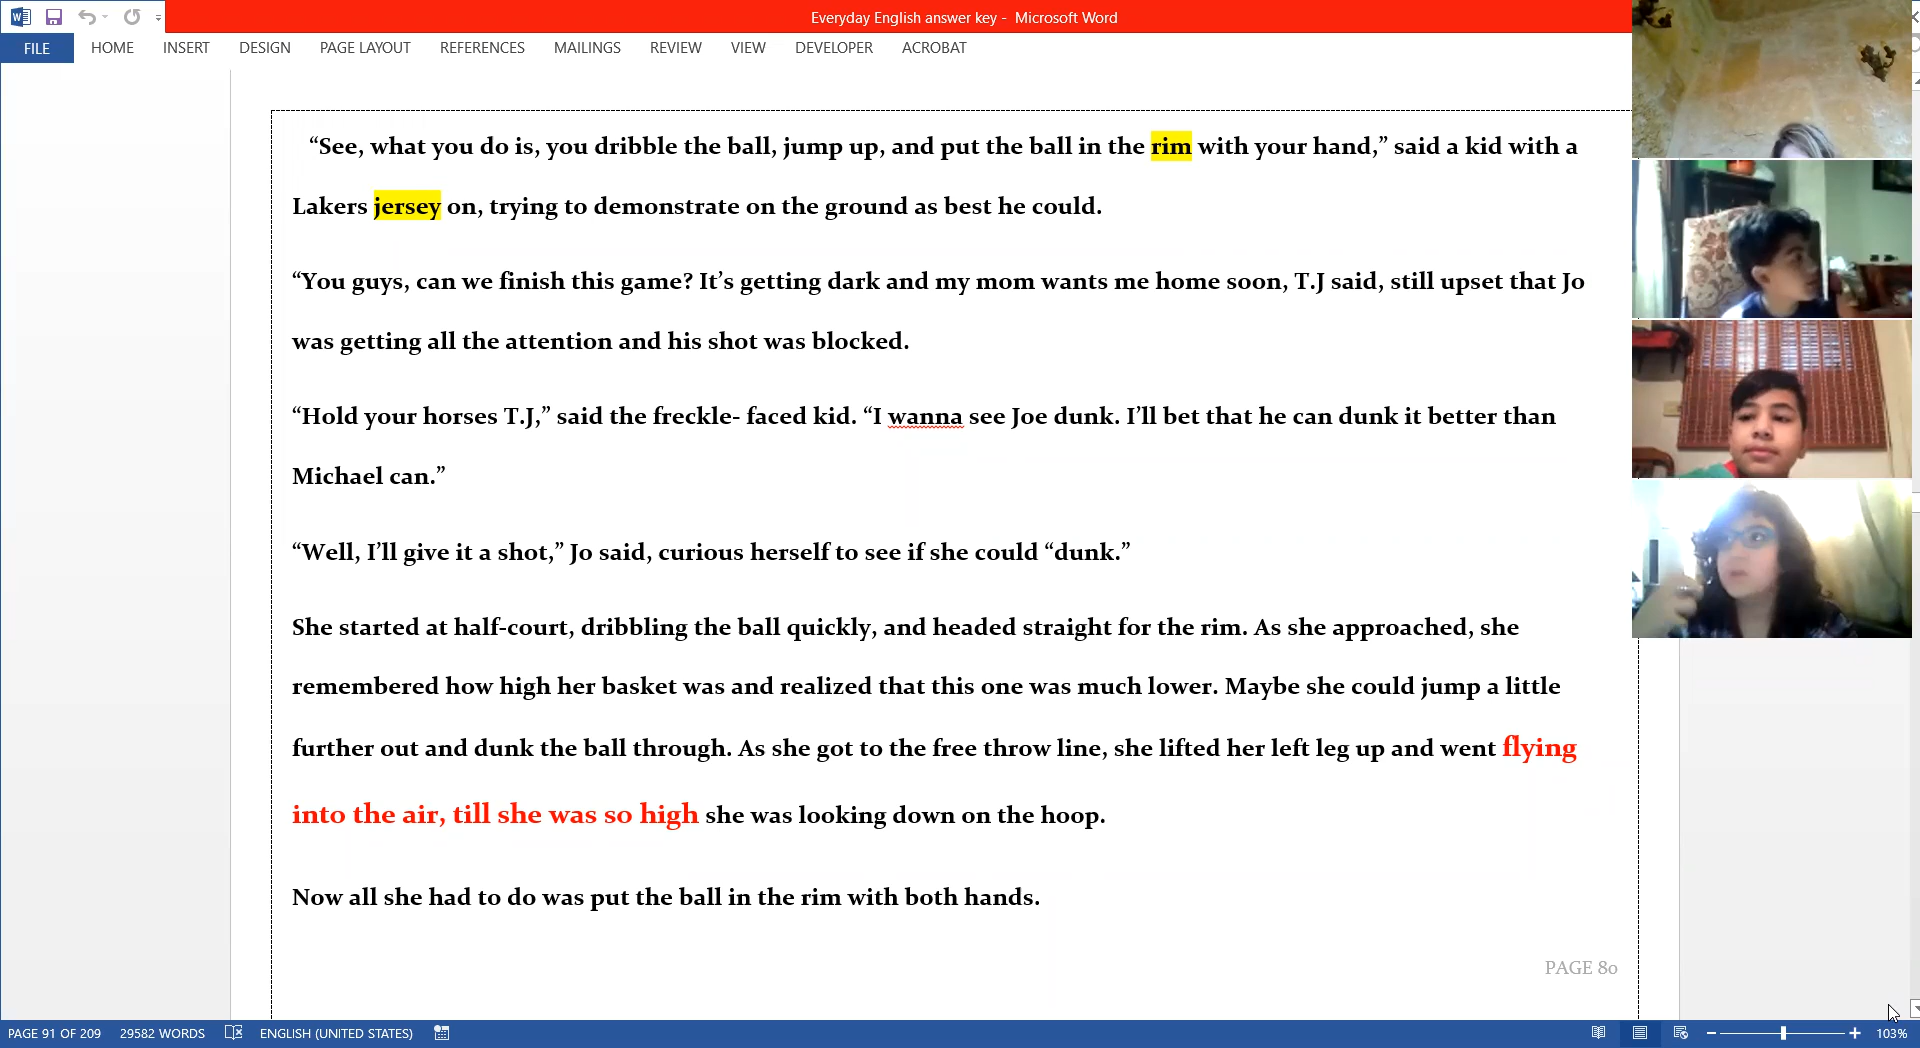 Everyday English answer key - Microsoft Word
FILE HOME INSERT DESIGN PAGE LAYOUT REFERENCES MAILINGS REVIEW VIEW DEVELOPER ACROBAT
“See, what you do is, you dribble the ball, jump up, and put the ball in the rim with your hand,” said a kid with a
Lakers jersey on, trying to demonstrate on the ground as best he could.
“You guys, can we finish this game? It’s getting dark and my mom wants me home soon, T.J said, still upset that Jo
was getting all the attention and his shot was blocked.
“Hold your horses T.J,” said the freckle- faced kid. “I wanna see Joe dunk. I’ll bet that he can dunk it better than
Michael can.”
“Well, I’ll give it a shot,” Jo said, curious herself to see if she could “dunk.”
She started at half-court, dribbling the ball quickly, and headed straight for the rim. As she approached, she
remembered how high her basket was and realized that this one was much lower. Maybe she could jump a little
further out and dunk the ball through. As she got to the free throw line, she lifted her left leg up and went flying
into the air, till she was so high she was looking down on the hoop.
Now all she had to do was put the ball in the rim with both hands.
PAGE 80
PAGE 91 OF 209 29582 WORDS ENGLISH (UNITED STATES) 103%